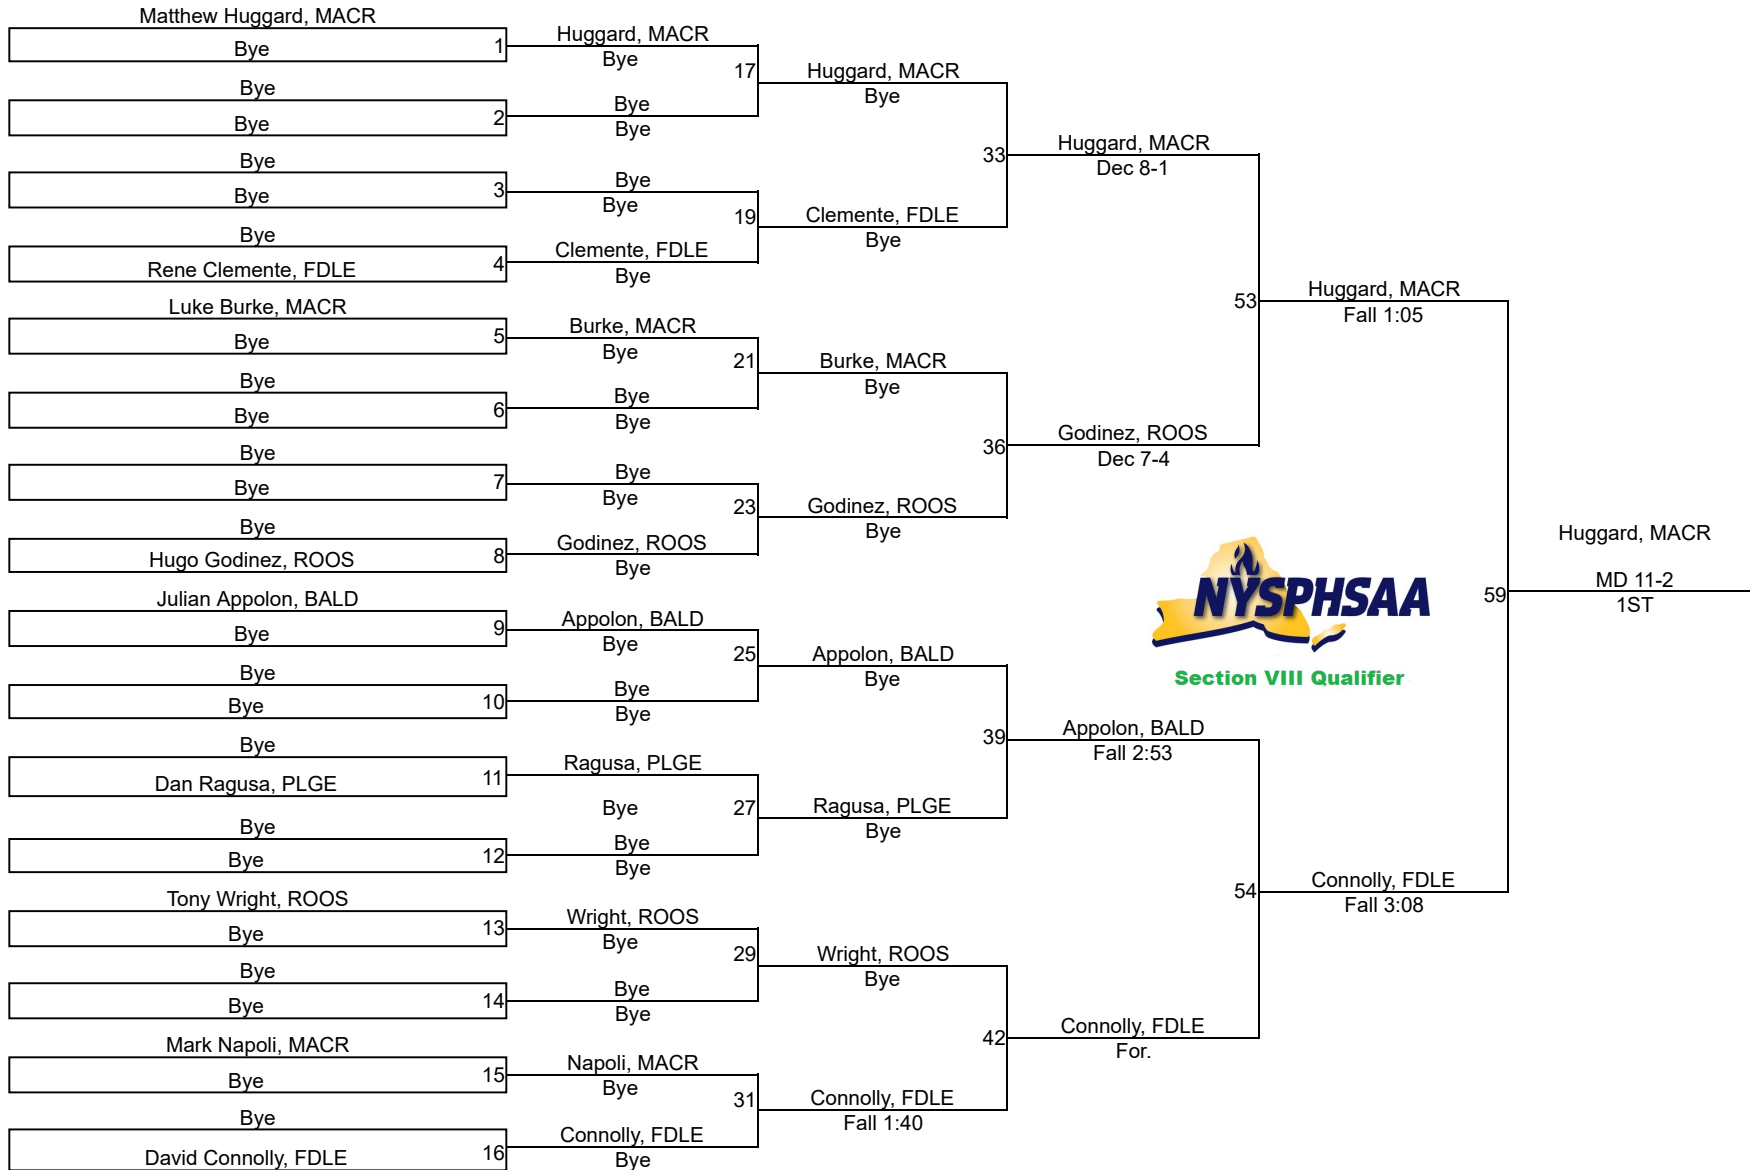 Matthew Huggard, MACR
Bye
1
Bye
Bye
2
Bye
Bye
3
Bye
Rene Clemente, FDLE
4
Luke Burke, MACR
Bye
5
Bye
Bye
6
Bye
Bye
7
Bye
Hugo Godinez, ROOS
8
Julian Appolon, BALD
Bye
9
Bye
Bye
10
Bye
Dan Ragusa, PLGE
11
Bye
Bye
12
Tony Wright, ROOS
Bye
13
Bye
Bye
14
Mark Napoli, MACR
Bye
15
Bye
David Connolly, FDLE
16
Huggard, MACR
Bye
17
Bye
Bye
Bye
Bye
19
Clemente, FDLE
Bye
Burke, MACR
Bye
21
Bye
Bye
Bye
Bye
23
Godinez, ROOS
Bye
Appolon, BALD
Bye
25
Bye
Bye
Ragusa, PLGE
Bye
27
Bye
Bye
Wright, ROOS
Bye
29
Bye
Bye
Napoli, MACR
Bye
31
Connolly, FDLE
Bye
Huggard, MACR
Bye
33
Clemente, FDLE
Bye
Burke, MACR
Bye
36
Godinez, ROOS
Bye
Appolon, BALD
Bye
39
Ragusa, PLGE
Bye
Wright, ROOS
Bye
42
Connolly, FDLE
Fall 1:40
Huggard, MACR
Dec 8-1
53
Godinez, ROOS
Dec 7-4
NYSPHSAA
Section VIII Qualifier
Appolon, BALD
Fall 2:53
54
Connolly, FDLE
For.
Huggard, MACR
Fall 1:05
59
Connolly, FDLE
Fall 3:08
Huggard, MACR
MD 11-2
1ST